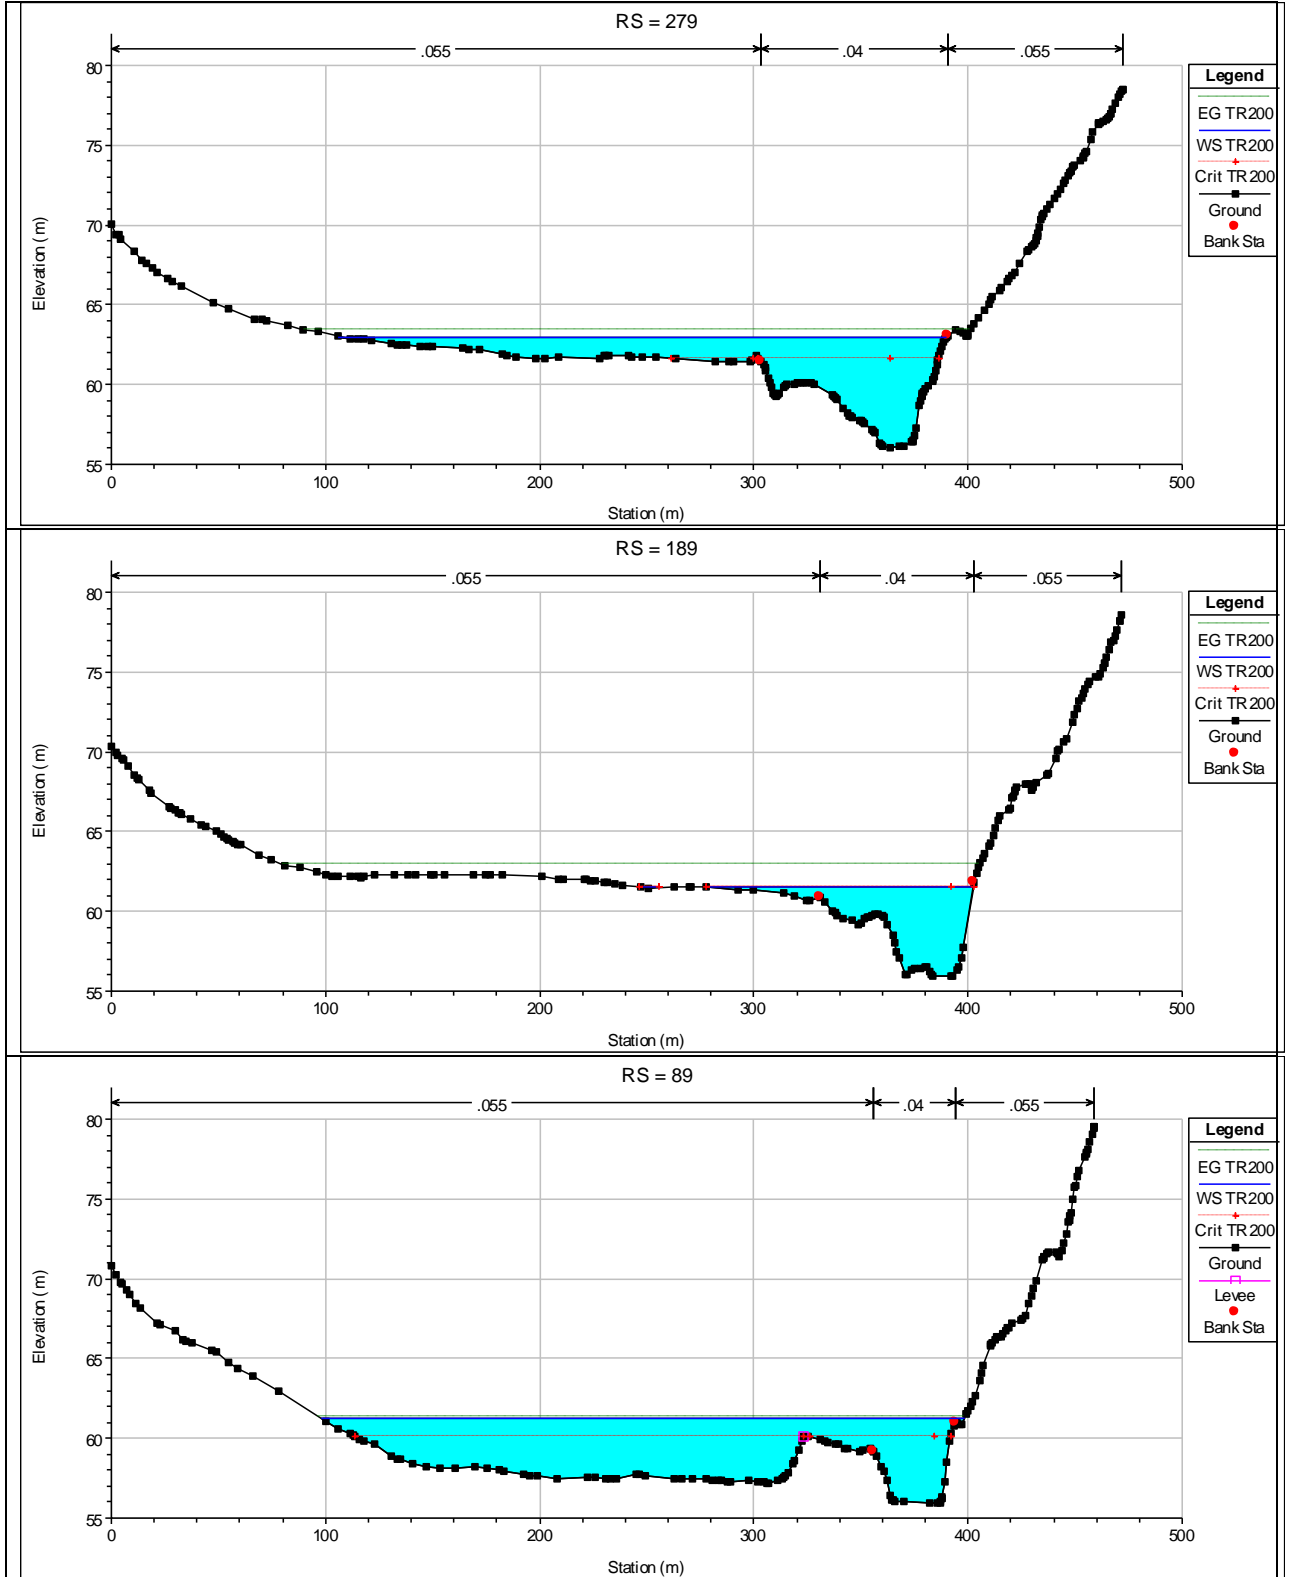 RS = 279
.055 .04 .055
80
75
70
65
60
55
Elevation (m)
0 100 200 300 400 500
Station (m)
Legend
EG TR200
WS TR200
Crit TR200
Ground
Bank Sta
RS = 189
.055 .04 .055
80
75
70
65
60
55
Elevation (m)
0 100 200 300 400 500
Station (m)
Legend
EG TR200
WS TR200
Crit TR200
Ground
Bank Sta
RS = 89
.055 .04 .055
80
75
70
65
60
55
Elevation (m)
0 100 200 300 400 500
Station (m)
Legend
EG TR200
WS TR200
Crit TR200
Ground
Levee
Bank Sta